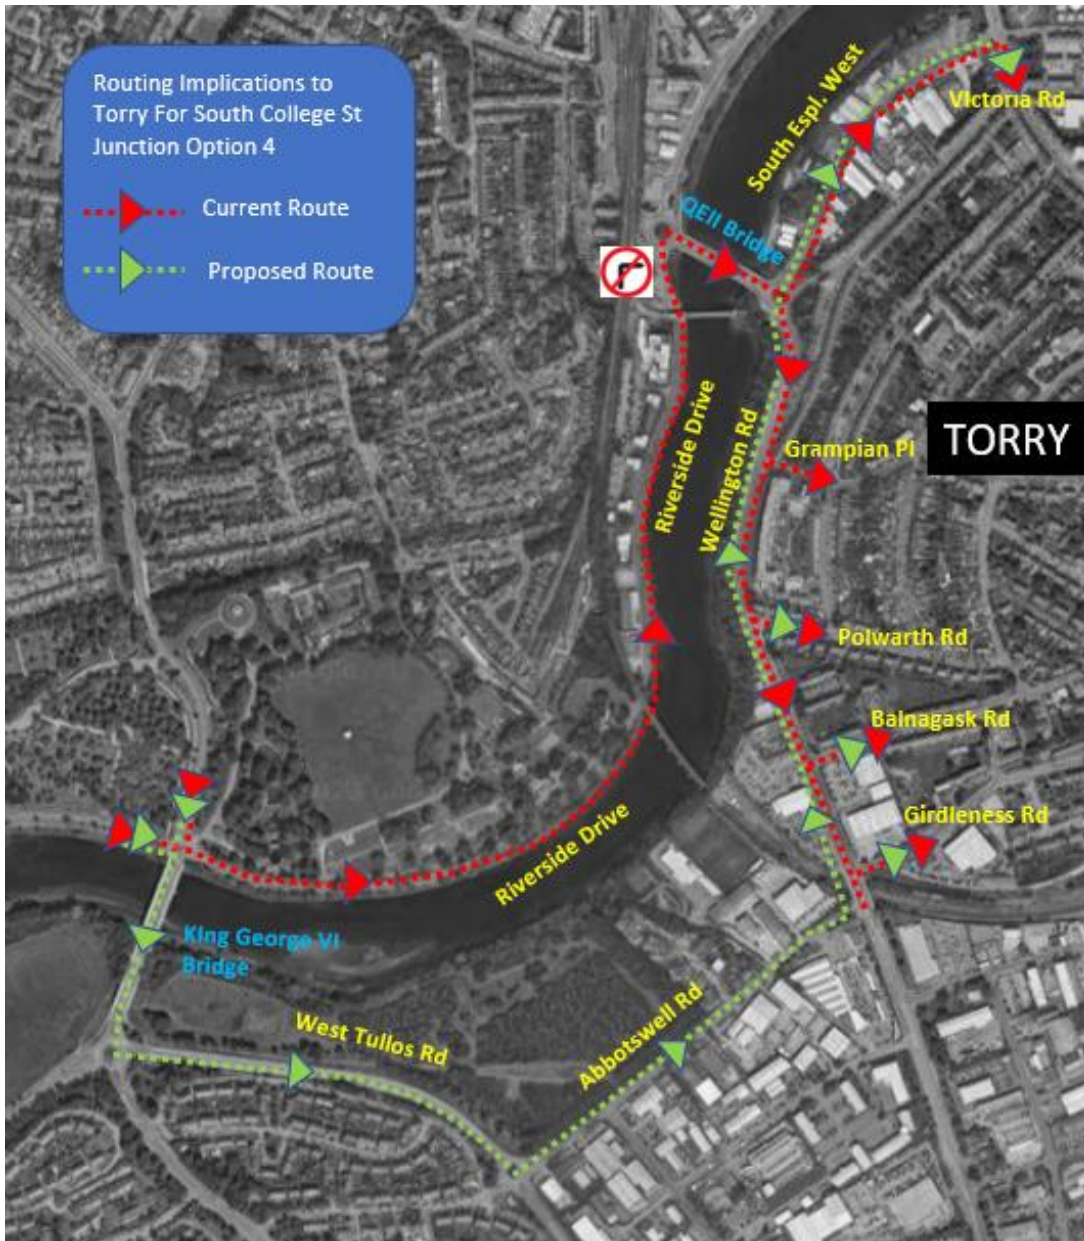 Routing Implications to
Torry For South College St
Junction Option 4
Current Route
Proposed Route
South Espl. West
Victoria Rd
QEII Bridge
Riverside Drive
Wellington Rd
Grampian Pl
TORRY
Polwarth Rd
Balnagask Rd
Girdleness Rd
Riverside Drive
King George VI
Bridge
West Tullos Rd
Abbotswell Rd